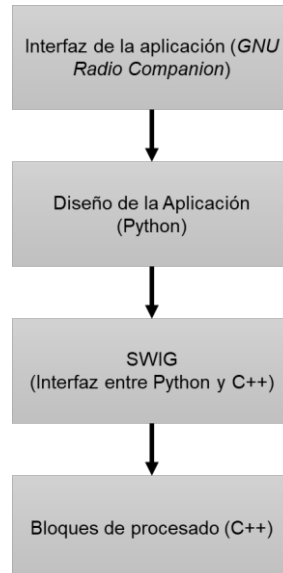 Interfaz de la aplicación (GNU
Radio Companion)
Diseño de la Aplicación
(Python)
SWIG
(Interfaz entre Python y C++)
Bloques de procesado (C++)